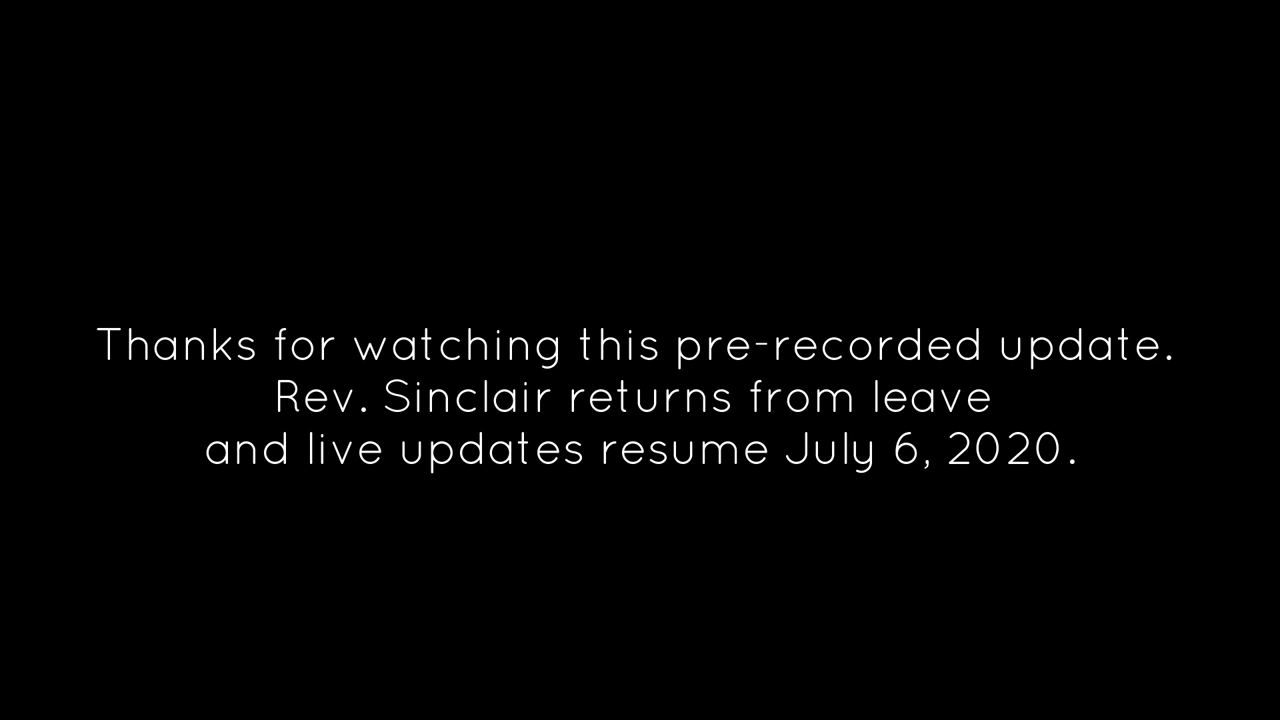 Thanks for watching this pre-recorded update.
Rev. Sinclair returns from leave
and live updates resume July 6, 2020.